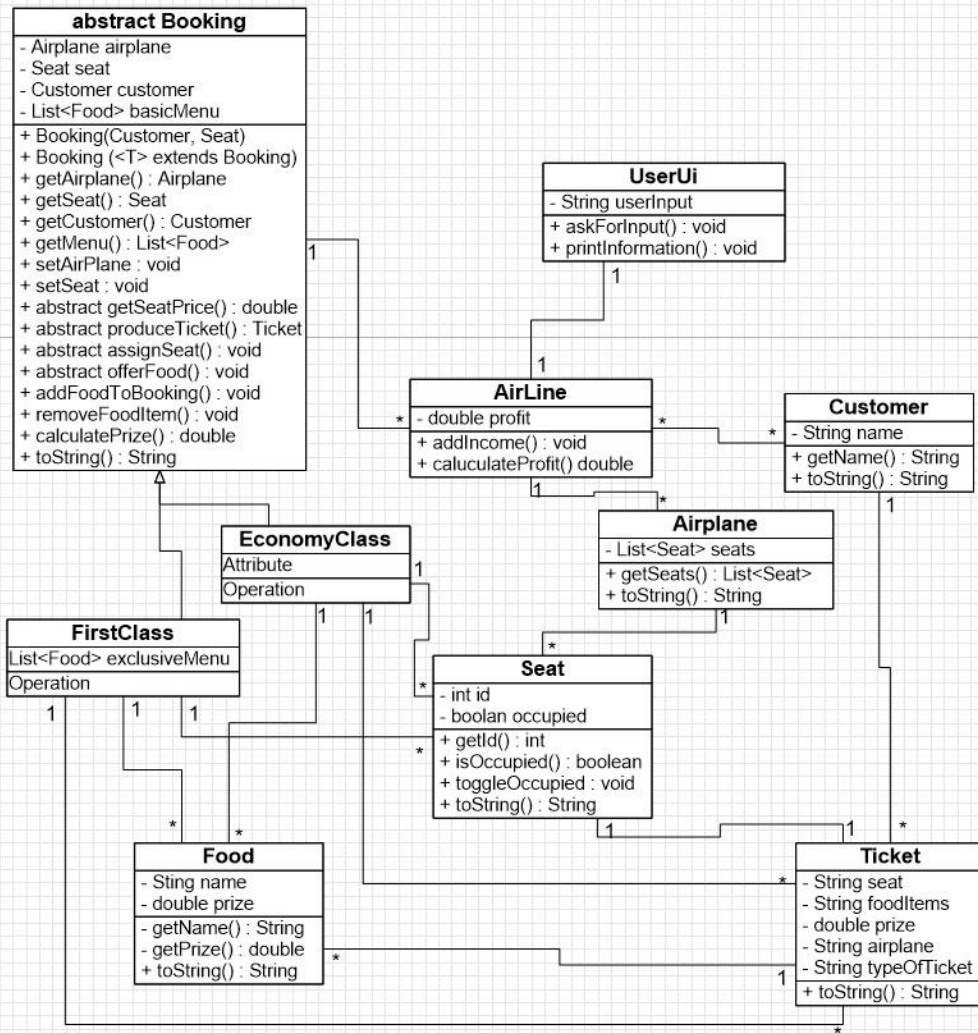 abstract Booking
- Airplane airplane
- Seat seat
- Customer customer
- List<Food> basicMenu
+ Booking(Customer, Seat)
+ Booking (<T> extends Booking)
+ getAirplane() : Airplane
+ getSeat() : Seat
+ getCustomer() : Customer
+ getMenu() : List<Food>
+ setAirPlane : void
+ setSeat : void
+ abstract getSeatPrice() : double
+ abstract produceTicket() : Ticket
+ abstract assignSeat() : void
+ abstract offerFood() : void
+ addFoodToBooking() : void
+ removeFoodItem() : void
+ calculatePrize() : double
+ toString() : String
1
*
UserUi
- String userInput
+ askForInput() : void
+ printInformation() : void
1
1
AirLine
- double profit
+ addIncome() : void
+ caluculateProfit() double
*
*
1
*
Customer
- String name
+ getName() : String
+ toString() : String
1
*
Airplane
- List<Seat> seats
+ getSeats() : List<Seat>
+ toString() : String
1
*
EconomyClass
Attribute
Operation
1
*
1
*
1
*
FirstClass
List<Food> exclusiveMenu
Operation
1
*
1
*
1
*
Seat
- int id
- boolan occupied
+ getId() : int
+ isOccupied() : boolean
+ toggleOccupied : void
+ toString() : String
1
1
Food
- Sting name
- double prize
- getName() : String
- getPrize() : double
+ toString() : String
*
1
Ticket
- String seat
- String foodItems
- double prize
- String airplane
- String typeOfTicket
+ toString() : String